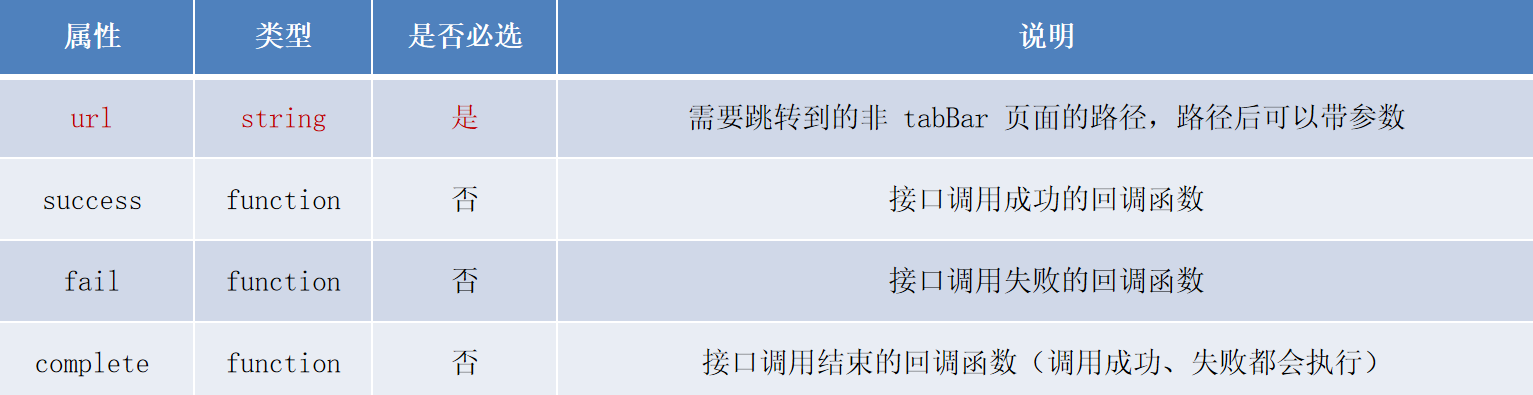 属性 类型 是否必选 说明
url string 是 需要跳转到的非 tabBar 页面的路径，路径后可以带参数
success function 否 接口调用成功的回调函数
fail function 否 接口调用失败的回调函数
complete function 否 接口调用结束的回调函数（调用成功、失败都会执行）